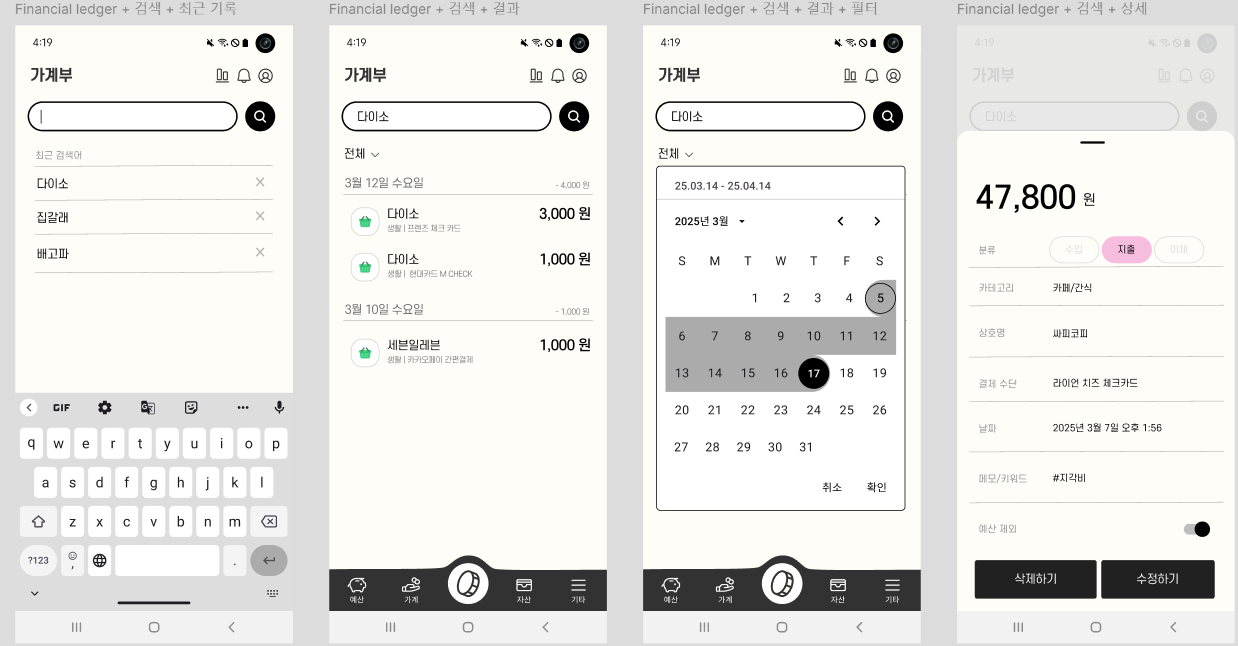 Financial ledger + 검색 + 최근 기록
4:19
가계부
최근 검색어
다이소
집갈래
배고파
GIF
q w e r t y u i o p
a s d f g h j k l
z x c v b n m
?123 , .
Financial ledger + 검색 + 결과
4:19
가계부
다이소
전체
3월 12일 수요일 - 4,000 원
다이소 3,000 원
생활 | 프렌즈 체크 카드
다이소 1,000 원
생활 | 현대카드 M CHECK
3월 10일 수요일 - 1,000 원
세븐일레븐 1,000 원
생활 | 카카오페이 간편결제
예산 가계 자산 기타
Financial ledger + 검색 + 결과 + 필터
4:19
가계부
다이소
전체
25.03.14 - 25.04.14
2025년 3월
S M T W T F S
1 2 3 4 5
6 7 8 9 10 11 12
13 14 15 16 17 18 19
20 21 22 23 24 25 26
27 28 29 30 31
취소 확인
예산 가계 자산 기타
Financial ledger + 검색 + 상세
4:19
가계부
다이소
47,800 원
분류 수입 지출 이체
카테고리 카페/간식
상호명 싸피코피
결제 수단 라이언 치즈 체크카드
날짜 2025년 3월 7일 오후 1:56
메모/키워드 #지각비
예산 제외
삭제하기 수정하기